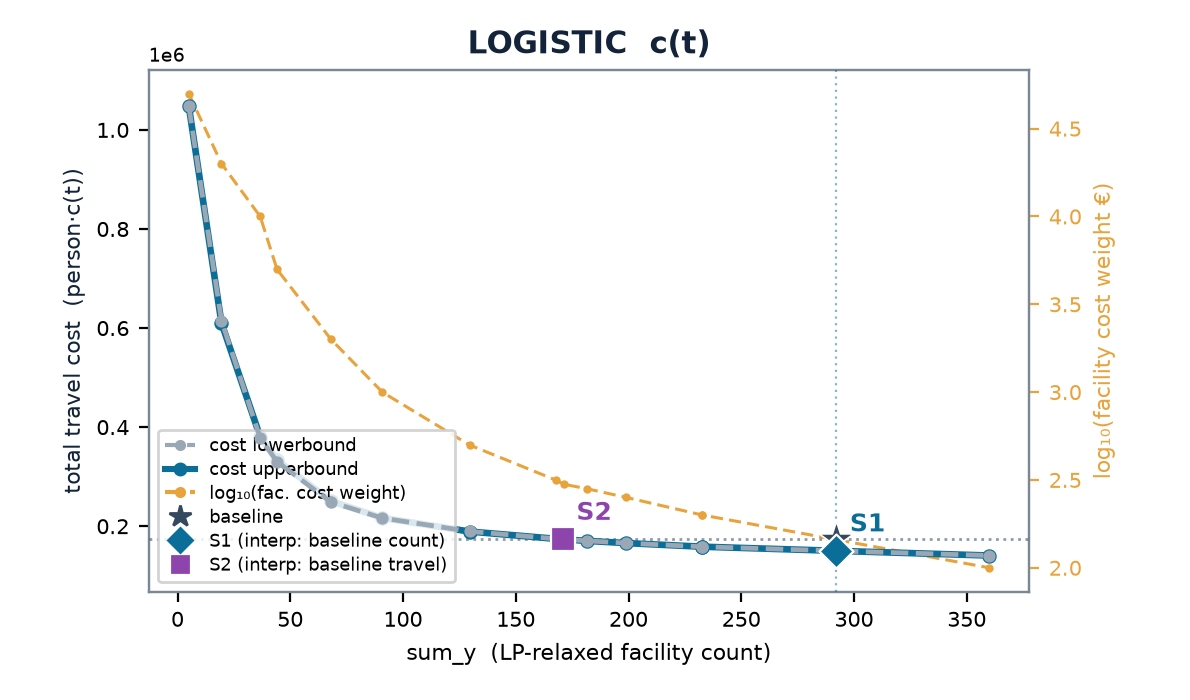 LOGISTIC  c(t)
1e6
1.0
0.8
0.6
0.4
0.2
total travel cost  (person·c(t))
4.5
4.0
3.5
3.0
2.5
2.0
log₁₀(facility cost weight €)
cost lowerbound
cost upperbound
log₁₀(fac. cost weight)
baseline
S1 (interp: baseline count)
S2 (interp: baseline travel)
S2
S1
0 50 100 150 200 250 300 350
sum_y  (LP-relaxed facility count)